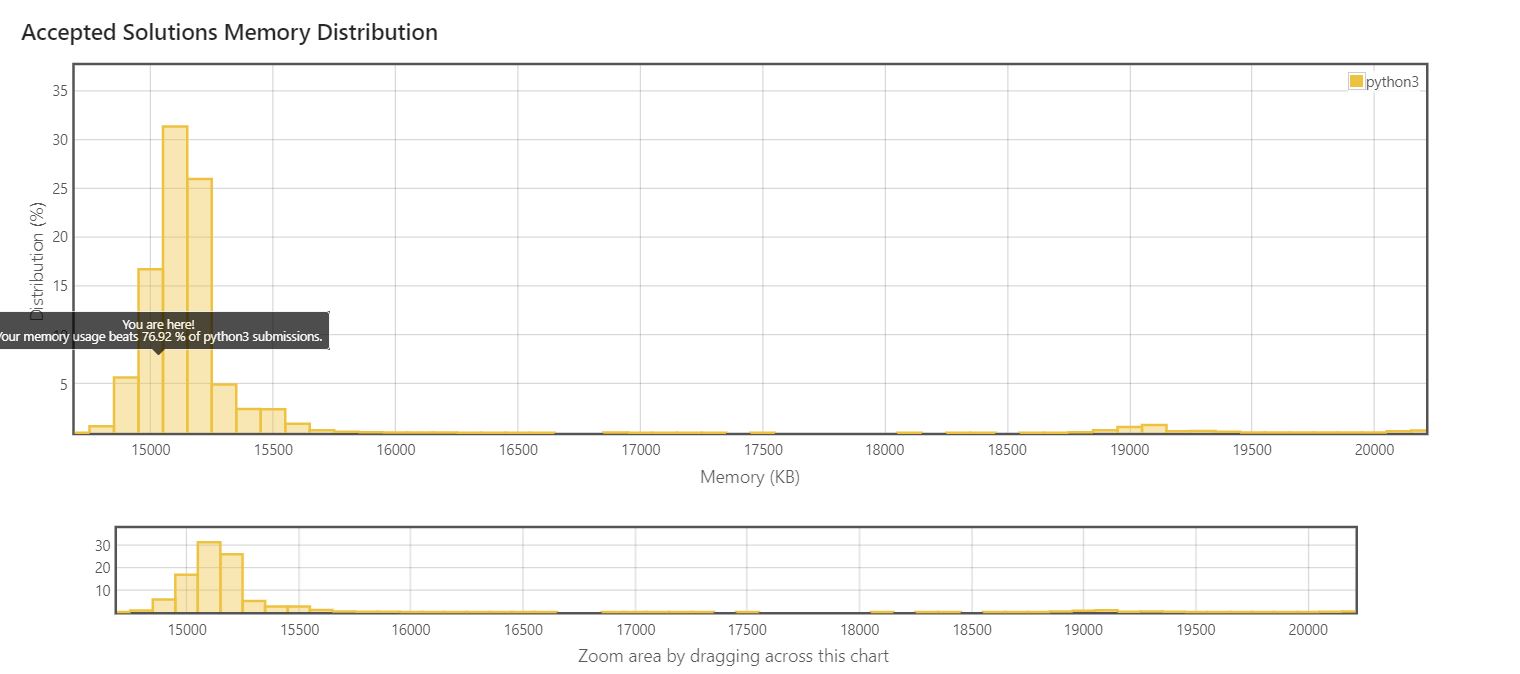 Accepted Solutions Memory Distribution
python3
35
30
25
20
15
10
5
Distribution (%)
You are here!
Your memory usage beats 76.92 % of python3 submissions.
15000 15500 16000 16500 17000 17500 18000 18500 19000 19500 20000
Memory (KB)
30
20
10
15000 15500 16000 16500 17000 17500 18000 18500 19000 19500 20000
Zoom area by dragging across this chart